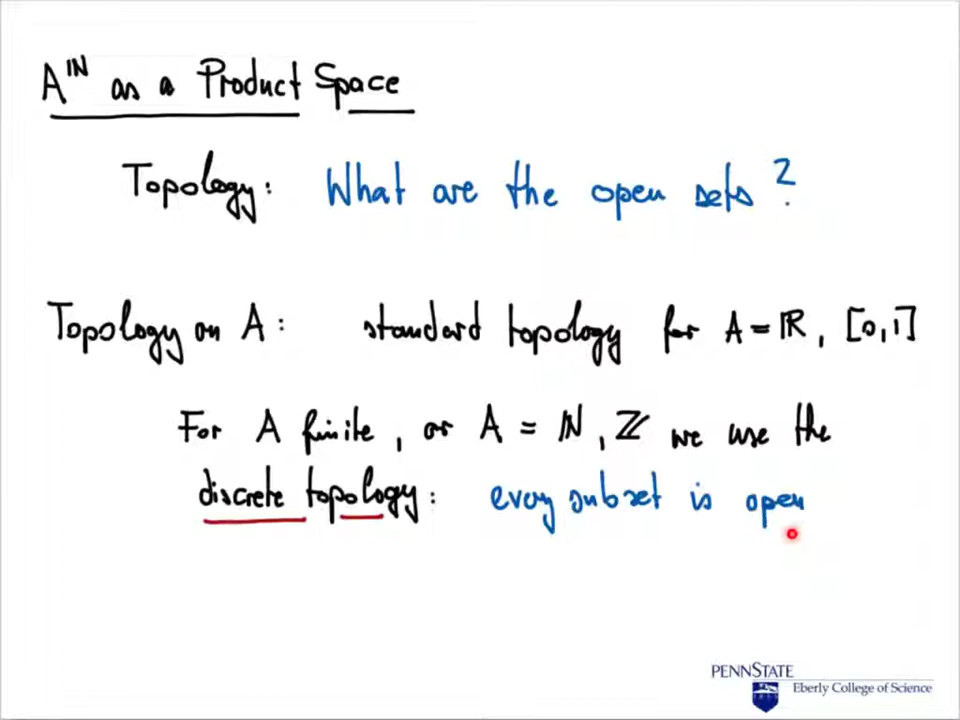 A^ℕ as a Product Space
Topology: What are the open sets?
Topology on A: standard topology for A = ℝ, [0,1]
For A finite, or A = ℕ, ℤ we use the
discrete topology: every subset is open
PENNSTATE
Eberly College of Science